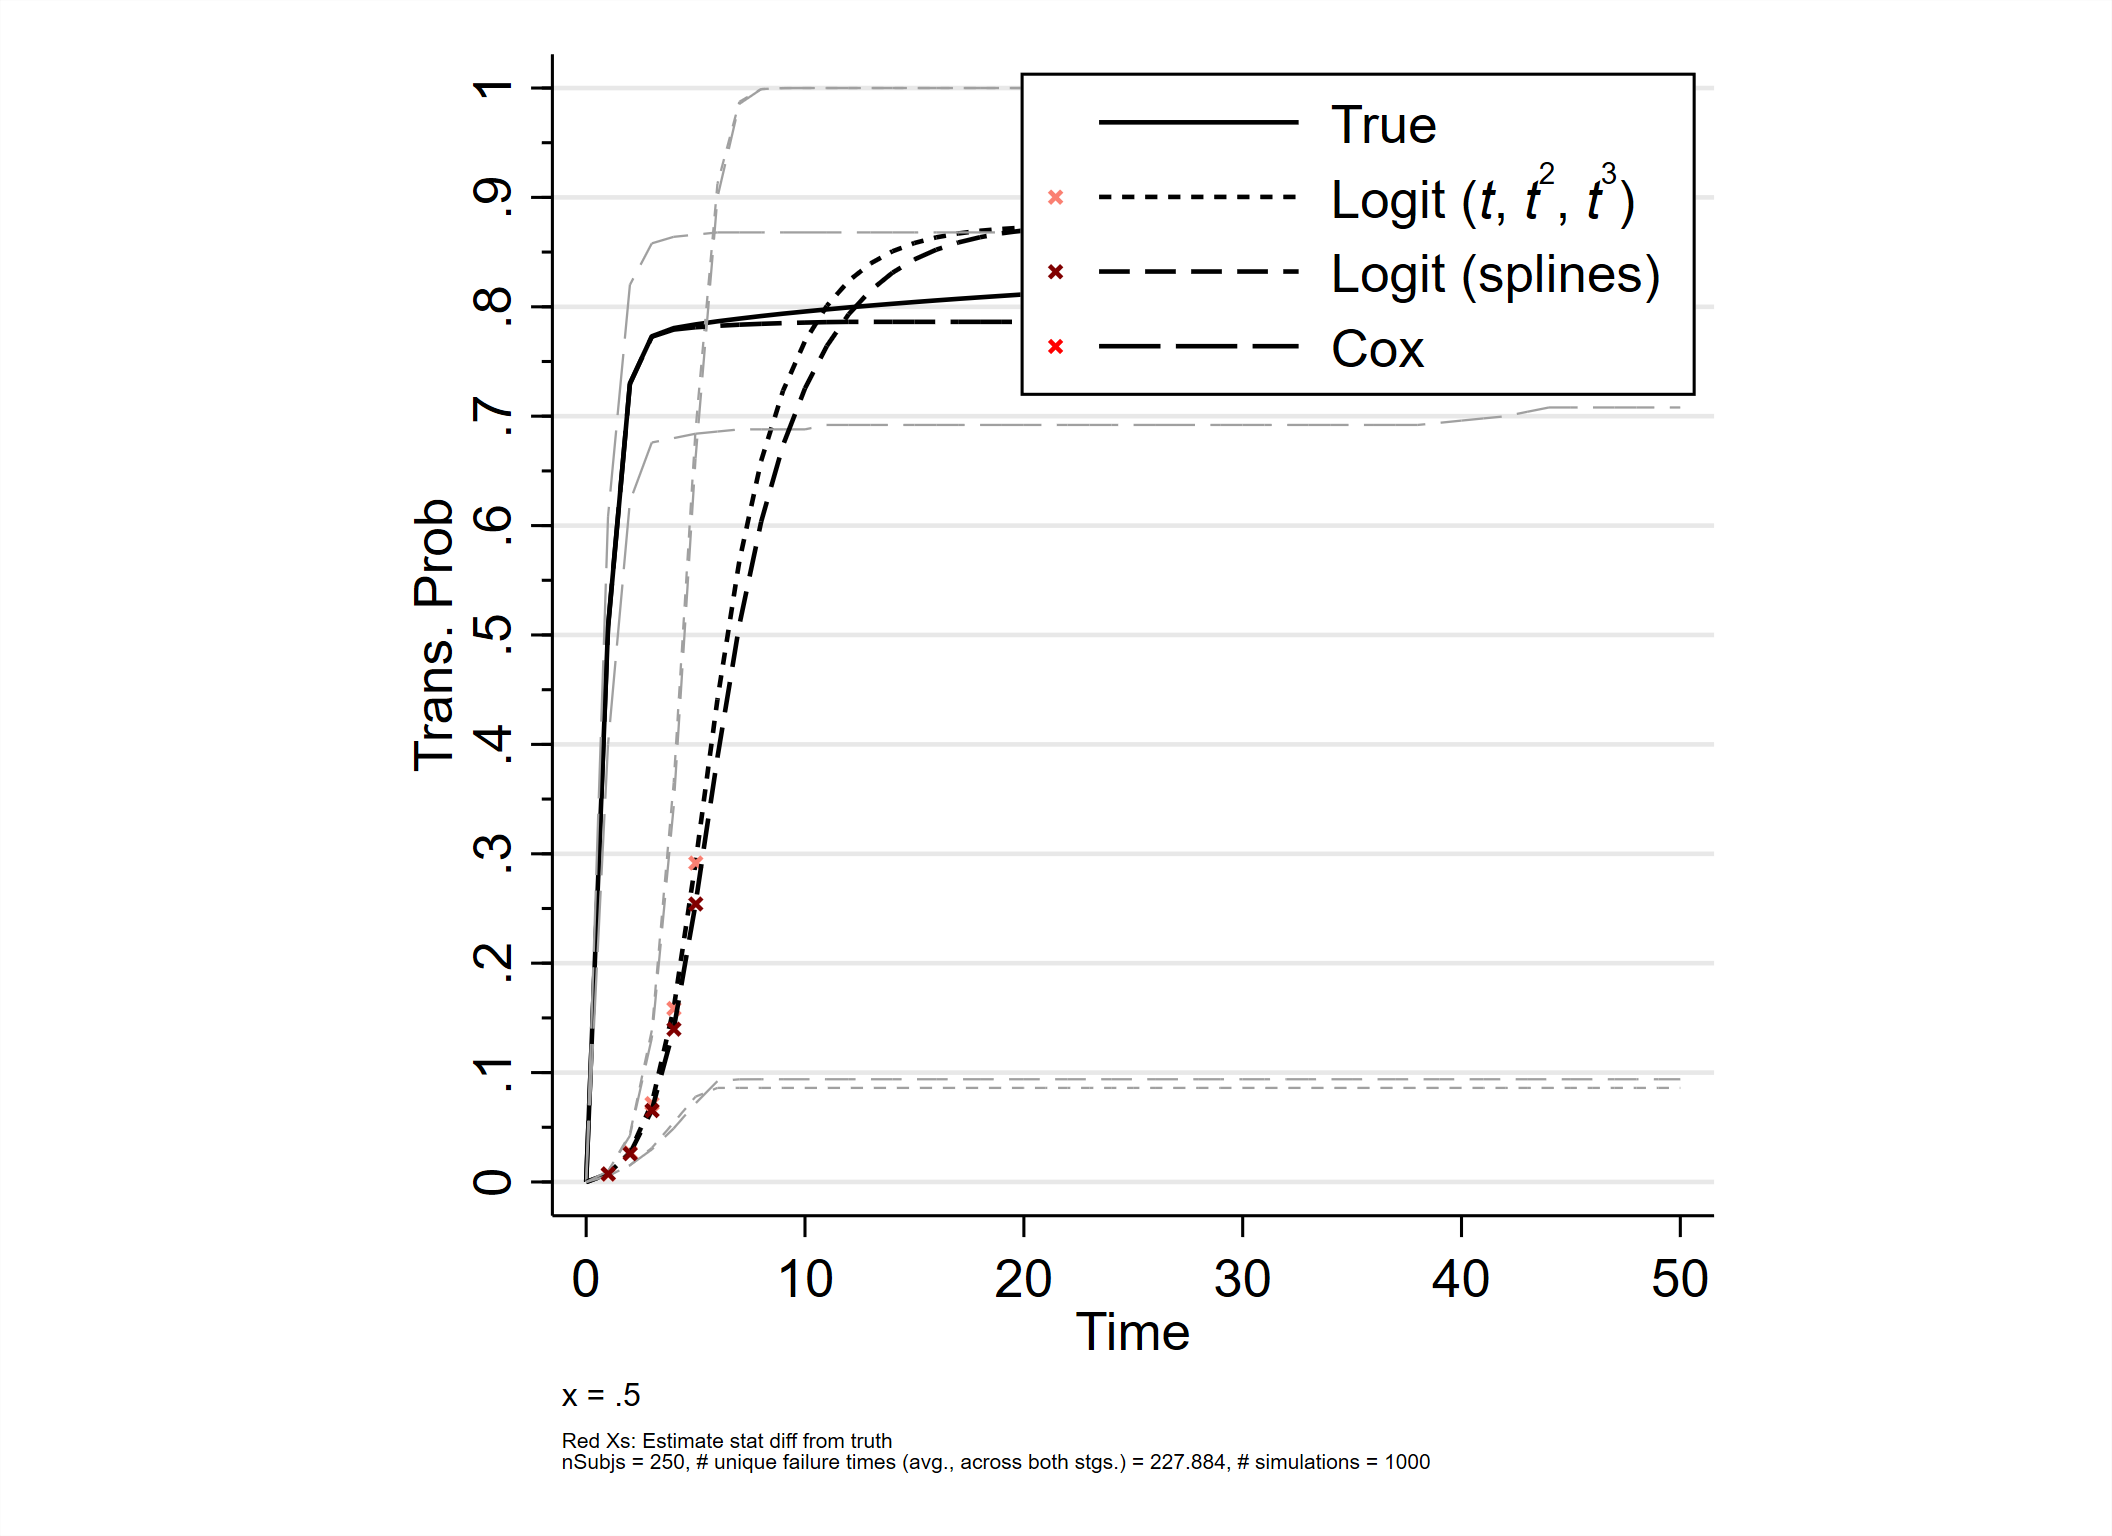 1
.9
.8
.7
.6
.5
.4
.3
.2
.1
0
Trans. Prob
True
Logit (t, t², t³)
Logit (splines)
Cox
0 10 20 30 40 50
Time
x = .5
Red Xs: Estimate stat diff from truth
nSubjs = 250, # unique failure times (avg., across both stgs.) = 227.884, # simulations = 1000